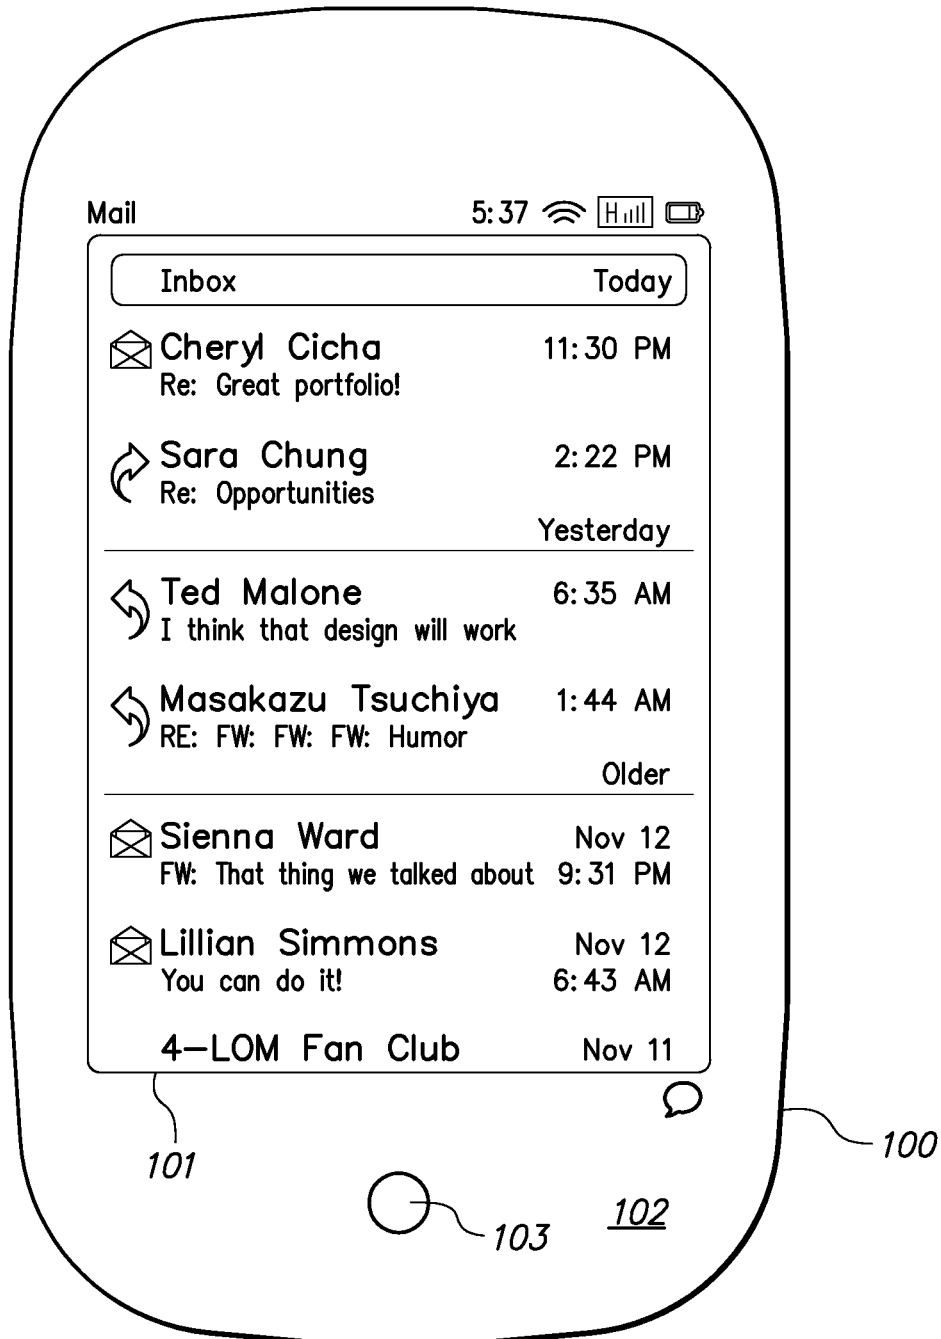 Mail 5:37 H
Inbox Today
Cheryl Cicha 11:30 PM
Re: Great portfolio!
Sara Chung 2:22 PM
Re: Opportunities
Yesterday
Ted Malone 6:35 AM
I think that design will work
Masakazu Tsuchiya 1:44 AM
RE: FW: FW: FW: Humor
Older
Sienna Ward Nov 12
FW: That thing we talked about 9:31 PM
Lillian Simmons Nov 12
You can do it! 6:43 AM
4-LOM Fan Club Nov 11
100
101
102
103